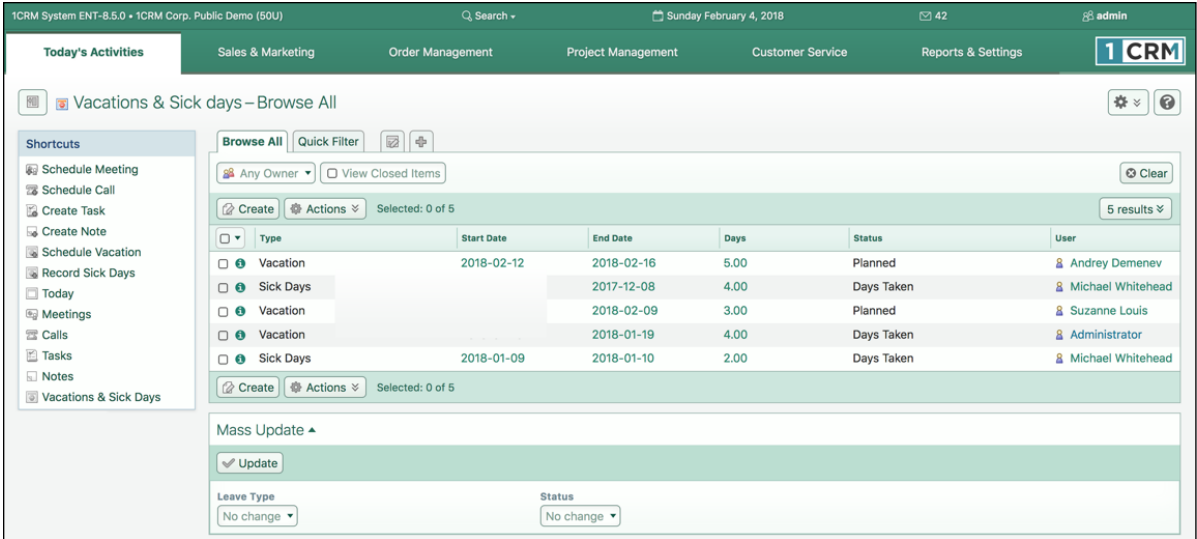 1CRM System ENT-8.5.0 • 1CRM Corp. Public Demo (50U) Search Sunday February 4, 2018 42 admin
Today's Activities Sales & Marketing Order Management Project Management Customer Service Reports & Settings 1CRM
Vacations & Sick days – Browse All
Shortcuts
Schedule Meeting
Schedule Call
Create Task
Create Note
Schedule Vacation
Record Sick Days
Today
Meetings
Calls
Tasks
Notes
Vacations & Sick Days
Browse All Quick Filter
Any Owner View Closed Items Clear
Create Actions Selected: 0 of 5 5 results
Type Start Date End Date Days Status User
Vacation 2018-02-12 2018-02-16 5.00 Planned Andrey Demenev
Sick Days 2017-12-08 4.00 Days Taken Michael Whitehead
Vacation 2018-02-09 3.00 Planned Suzanne Louis
Vacation 2018-01-19 4.00 Days Taken Administrator
Sick Days 2018-01-09 2018-01-10 2.00 Days Taken Michael Whitehead
Create Actions Selected: 0 of 5
Mass Update
Update
Leave Type Status
No change No change